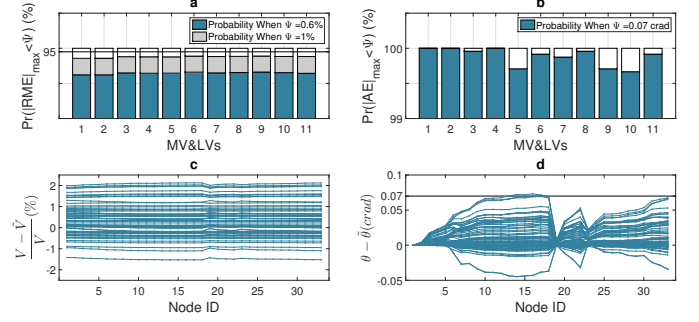 a
Pr(|RME|max<Ψ) (%)
95
Probability When Ψ =0.6%
Probability When Ψ =1%
1 2 3 4 5 6 7 8 9 10 11
MV&LVs
b
Pr(|AE|max<Ψ) (%)
100
99
Probability When Ψ =0.07 crad
1 2 3 4 5 6 7 8 9 10 11
MV&LVs
c
V − Ṽ
V
(%)
2
1
0
-1
-2
5 10 15 20 25 30
Node ID
d
θ − θ̃(crad)
0.1
0.07
0.05
0
-0.05
5 10 15 20 25 30
Node ID